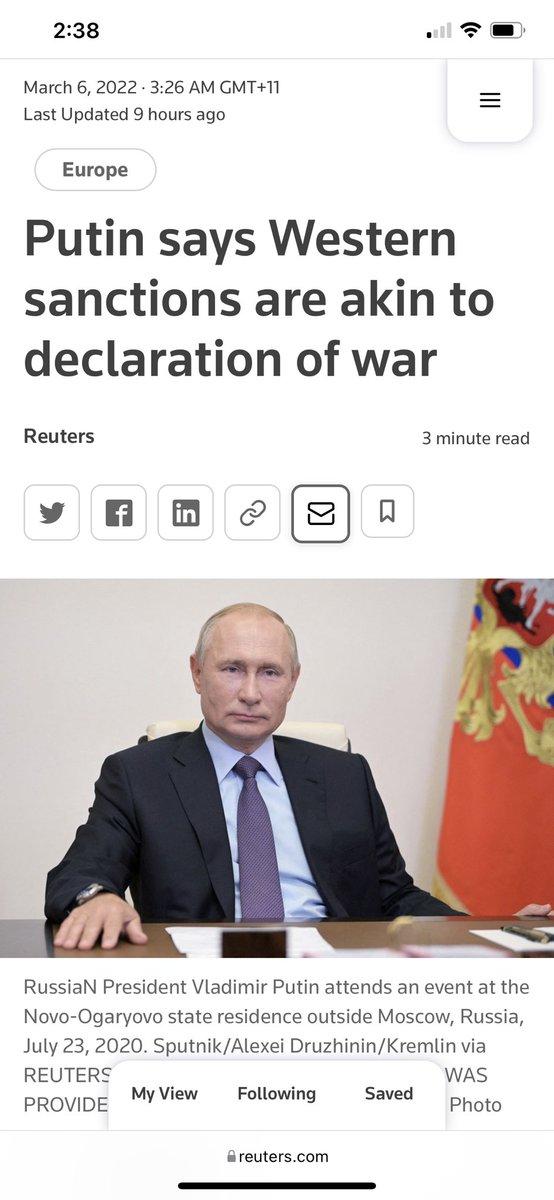 2:38
March 6, 2022 · 3:26 AM GMT+11
Last Updated 9 hours ago
Europe
Putin says Western
sanctions are akin to
declaration of war
Reuters
3 minute read
RussiaN President Vladimir Putin attends an event at the
Novo-Ogaryovo state residence outside Moscow, Russia,
July 23, 2020. Sputnik/Alexei Druzhinin/Kremlin via
REUTERS WAS
PROVIDE Photo
My View Following Saved
reuters.com